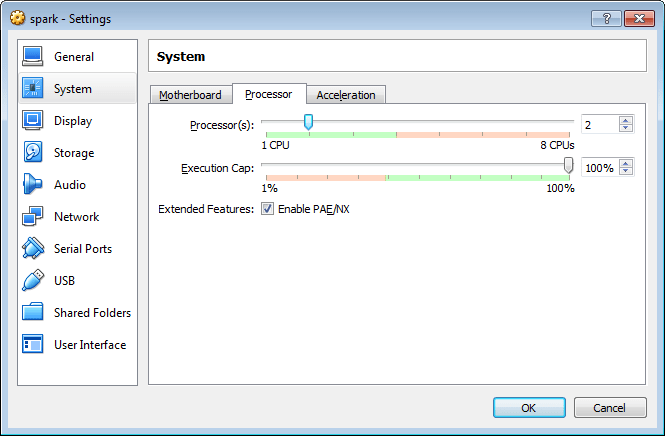 spark - Settings
General
System
Display
Storage
Audio
Network
Serial Ports
USB
Shared Folders
User Interface
System
Motherboard Processor Acceleration
Processor(s): 2
1 CPU 8 CPUs
Execution Cap: 100%
1% 100%
Extended Features: Enable PAE/NX
OK Cancel